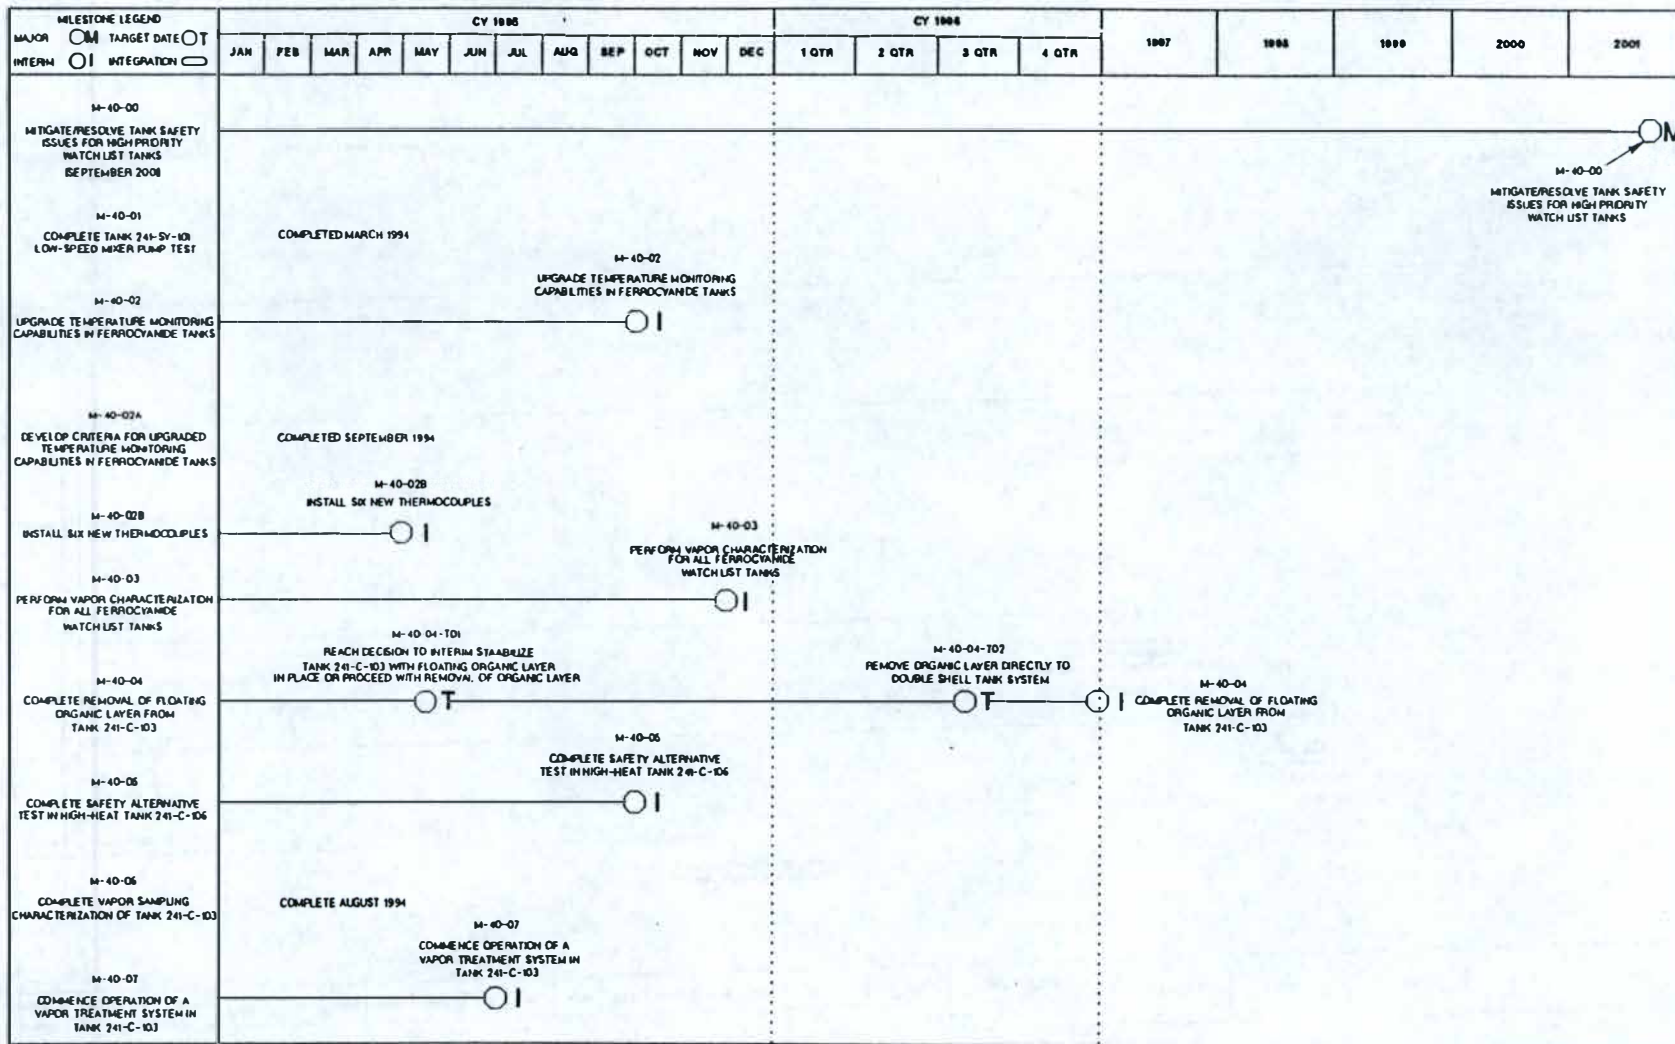 MILESTONE LEGEND
MAJOR M TARGET DATE T
INTERIM I INTEGRATION
CY 1995
JAN FEB MAR APR MAY JUN JUL AUG SEP OCT NOV DEC
1 QTR 2 QTR 3 QTR 4 QTR
1997 1998 1999 2000 2001
M-40-00
MITIGATE/RESOLVE TANK SAFETY
ISSUES FOR HIGH PRIORITY
WATCH LIST TANKS
M
M-40-00
MITIGATE/RESOLVE TANK SAFETY
ISSUES FOR HIGH PRIORITY
WATCH LIST TANKS
M-40-01
COMPLETE TANK 241-SY-101
LOW-SPEED MIXER PUMP TEST
COMPLETED MARCH 1994
M-40-02
UPGRADE TEMPERATURE MONITORING
CAPABILITIES IN FERROCYANIDE TANKS
M-40-02
UPGRADE TEMPERATURE MONITORING
CAPABILITIES IN FERROCYANIDE TANKS
I
M-40-02A
DEVELOP CRITERIA FOR UPGRADED
TEMPERATURE MONITORING
CAPABILITIES IN FERROCYANIDE TANKS
COMPLETED SEPTEMBER 1994
M-40-02B
INSTALL SIX NEW THERMOCOUPLES
M-40-02B
INSTALL SIX NEW THERMOCOUPLES
I
M-40-03
PERFORM VAPOR CHARACTERIZATION
FOR ALL FERROCYANIDE
WATCH LIST TANKS
M-40-03
PERFORM VAPOR CHARACTERIZATION
FOR ALL FERROCYANIDE
WATCH LIST TANKS
I
M-40-04-T01
REACH DECISION TO INTERIM STAABILIZE
TANK 241-C-103 WITH FLOATING ORGANIC LAYER
IN PLACE OR PROCEED WITH REMOVAL OF ORGANIC LAYER
M-40-04-T02
REMOVE ORGANIC LAYER DIRECTLY TO
DOUBLE SHELL TANK SYSTEM
M-40-04
COMPLETE REMOVAL OF FLOATING
ORGANIC LAYER FROM
TANK 241-C-103
T T I
M-40-04
COMPLETE REMOVAL OF FLOATING
ORGANIC LAYER FROM
TANK 241-C-103
M-40-05
COMPLETE SAFETY ALTERNATIVE
TEST IN HIGH-HEAT TANK 241-C-106
M-40-05
COMPLETE SAFETY ALTERNATIVE
TEST IN HIGH-HEAT TANK 241-C-106
I
M-40-06
COMPLETE VAPOR SAMPLING
CHARACTERIZATION OF TANK 241-C-103
COMPLETE AUGUST 1994
M-40-07
COMMENCE OPERATION OF A
VAPOR TREATMENT SYSTEM IN
TANK 241-C-103
M-40-07
COMMENCE OPERATION OF A
VAPOR TREATMENT SYSTEM IN
TANK 241-C-103
I